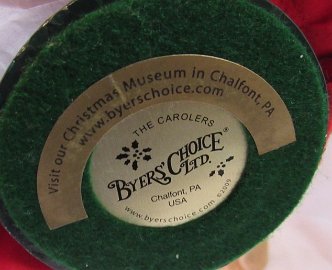 Visit our Christmas Museum in Chalfont, PA
www.byerschoice.com
THE CAROLERS
BYERS' CHOICE®
LTD.
Chalfont, PA
USA
www.byerschoice.com